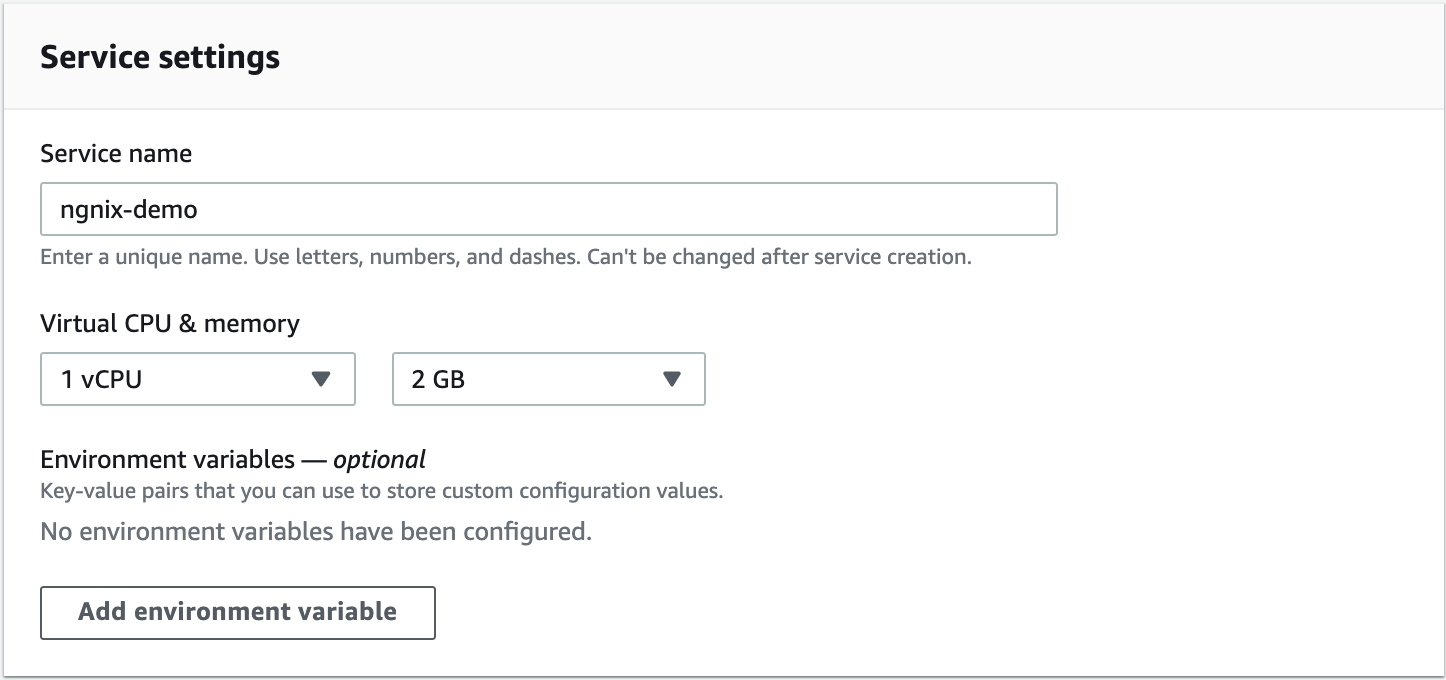 Service settings
Service name
ngnix-demo
Enter a unique name. Use letters, numbers, and dashes. Can't be changed after service creation.
Virtual CPU & memory
1 vCPU
2 GB
Environment variables — optional
Key-value pairs that you can use to store custom configuration values.
No environment variables have been configured.
Add environment variable